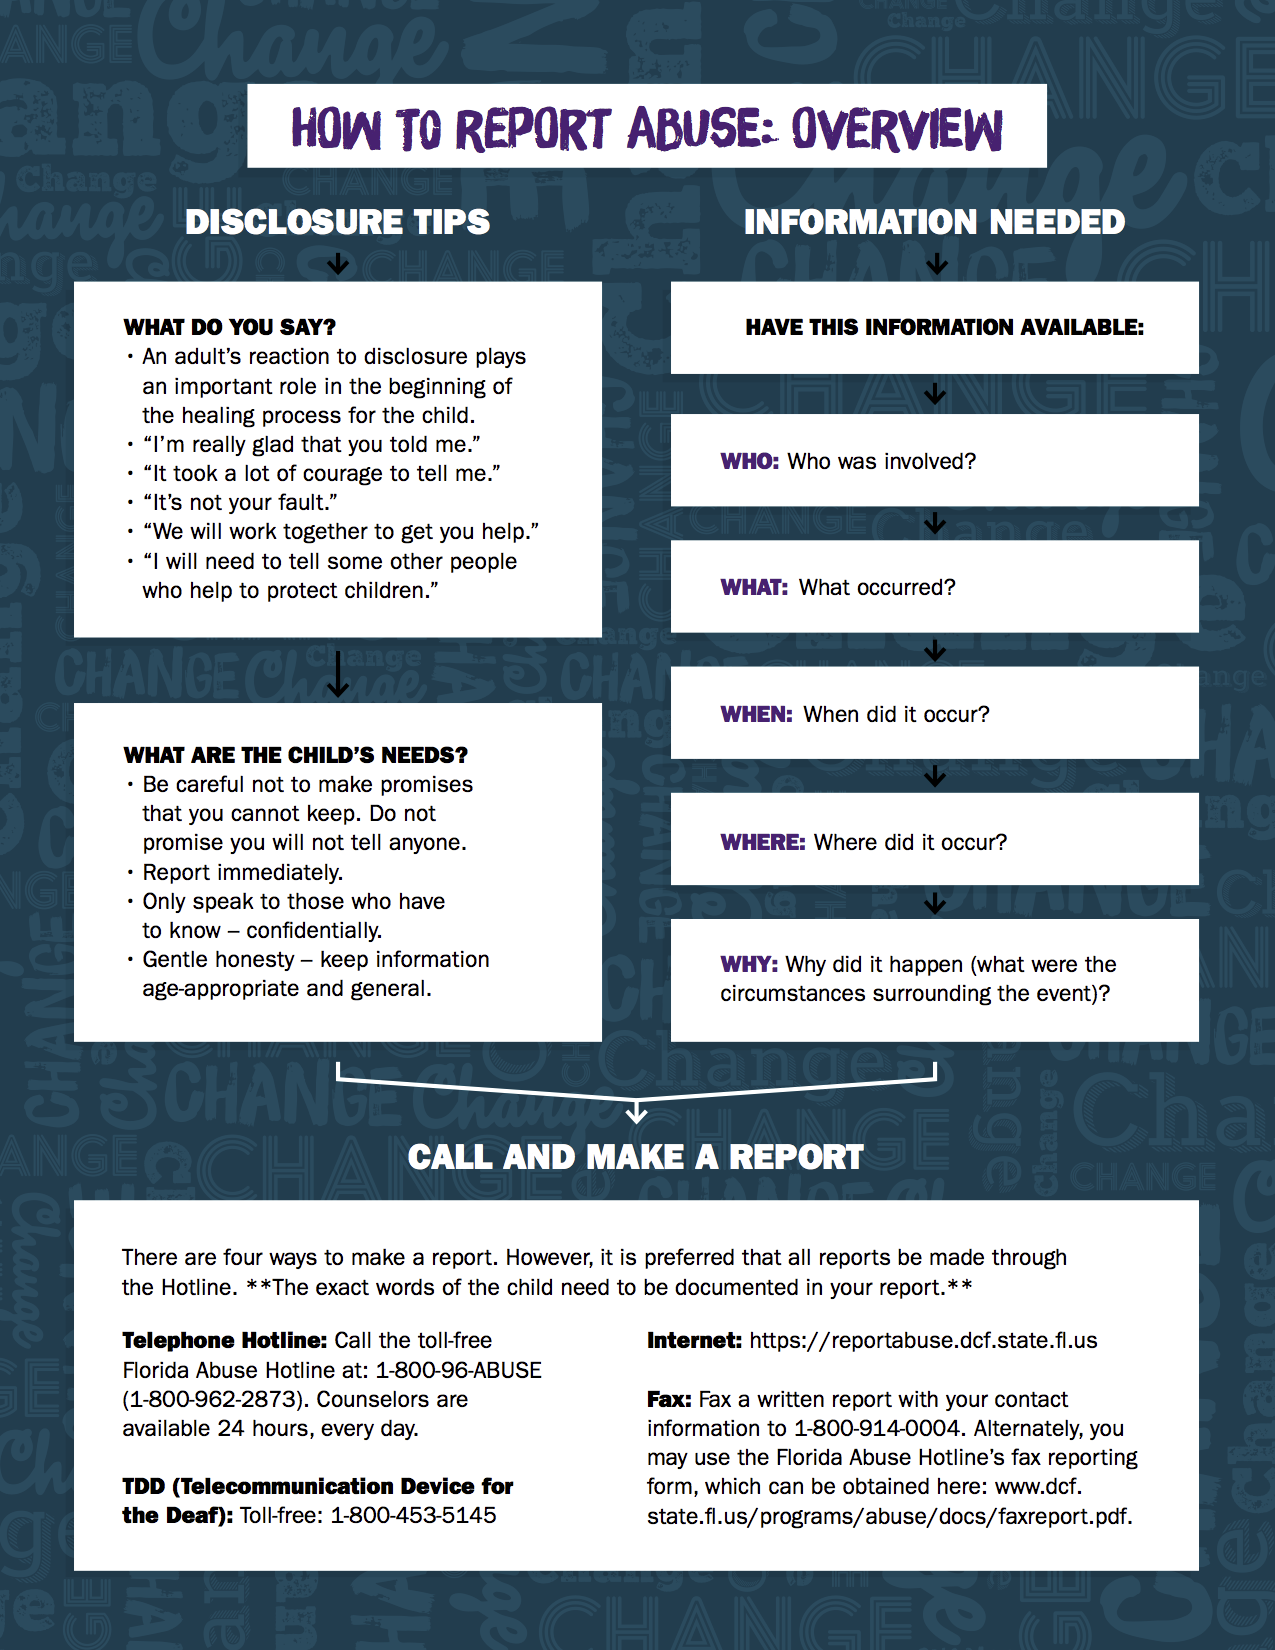 HOW TO REPORT ABUSE: OVERVIEW
DISCLOSURE TIPS
WHAT DO YOU SAY?
• An adult’s reaction to disclosure plays
an important role in the beginning of
the healing process for the child.
• “I’m really glad that you told me.”
• “It took a lot of courage to tell me.”
• “It’s not your fault.”
• “We will work together to get you help.”
• “I will need to tell some other people
who help to protect children.”
WHAT ARE THE CHILD’S NEEDS?
• Be careful not to make promises
that you cannot keep. Do not
promise you will not tell anyone.
• Report immediately.
• Only speak to those who have
to know – confidentially.
• Gentle honesty – keep information
age-appropriate and general.
INFORMATION NEEDED
HAVE THIS INFORMATION AVAILABLE:
WHO: Who was involved?
WHAT: What occurred?
WHEN: When did it occur?
WHERE: Where did it occur?
WHY: Why did it happen (what were the
circumstances surrounding the event)?
CALL AND MAKE A REPORT
There are four ways to make a report. However, it is preferred that all reports be made through
the Hotline. **The exact words of the child need to be documented in your report.**
Telephone Hotline: Call the toll-free
Florida Abuse Hotline at: 1-800-96-ABUSE
(1-800-962-2873). Counselors are
available 24 hours, every day.
TDD (Telecommunication Device for
the Deaf): Toll-free: 1-800-453-5145
Internet: https://reportabuse.dcf.state.fl.us
Fax: Fax a written report with your contact
information to 1-800-914-0004. Alternately, you
may use the Florida Abuse Hotline’s fax reporting
form, which can be obtained here: www.dcf.
state.fl.us/programs/abuse/docs/faxreport.pdf.